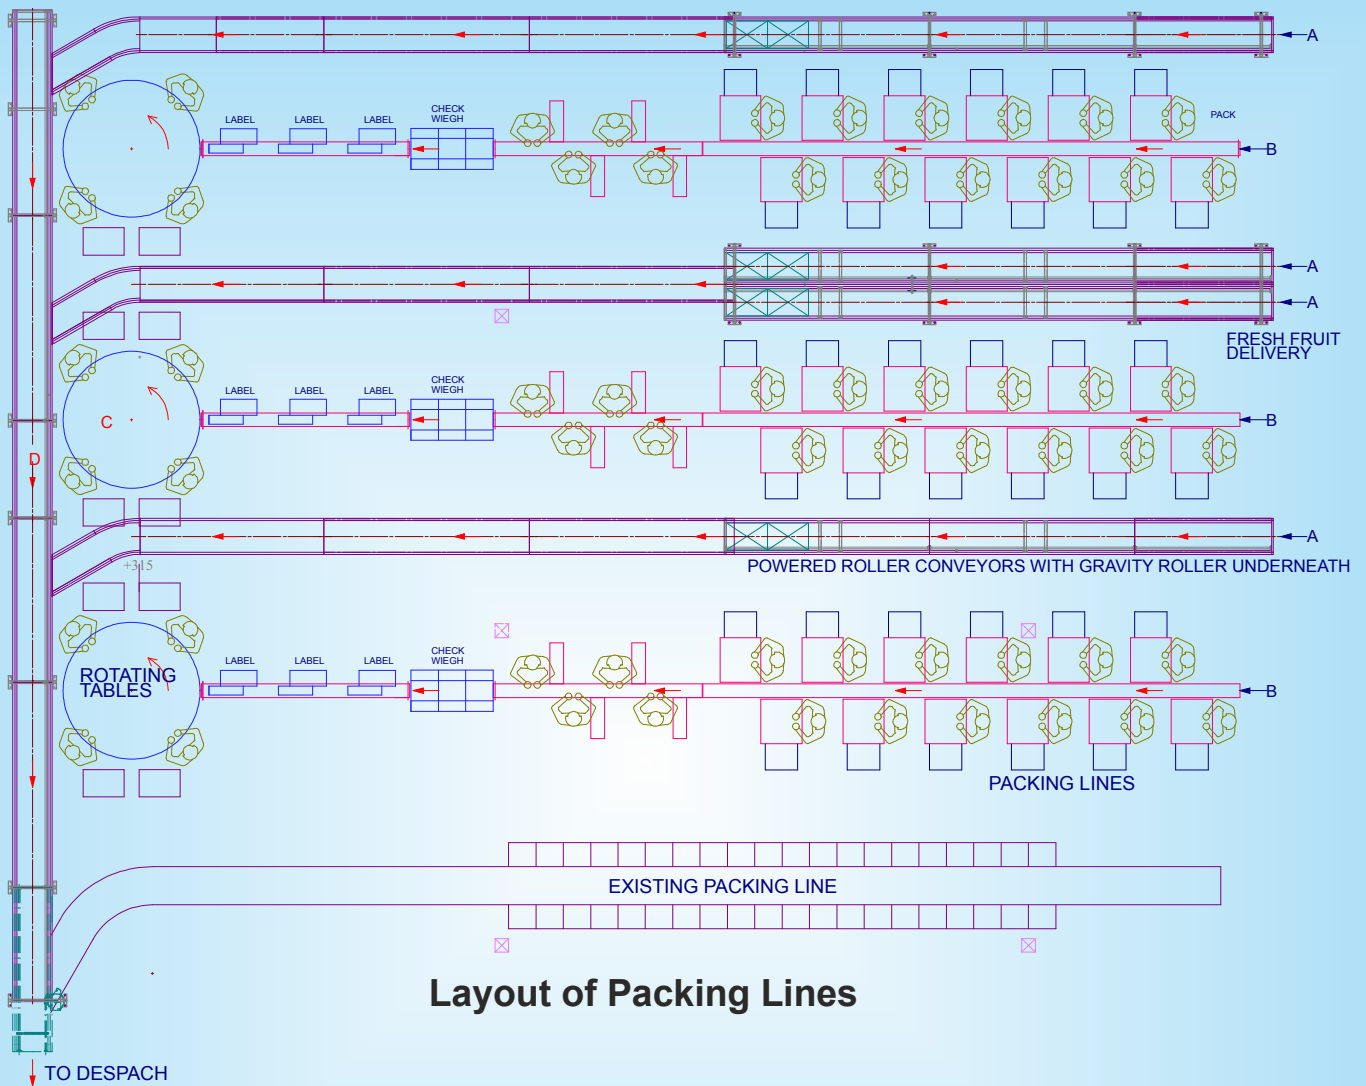 A
PACK
CHECK
WIEGH
LABEL
LABEL
LABEL
B
A
A
FRESH FRUIT
DELIVERY
CHECK
WIEGH
LABEL
LABEL
LABEL
C
B
D
A
POWERED ROLLER CONVEYORS WITH GRAVITY ROLLER UNDERNEATH
+315
CHECK
WIEGH
LABEL
LABEL
LABEL
ROTATING
TABLES
B
PACKING LINES
EXISTING PACKING LINE
Layout of Packing Lines
TO DESPACH